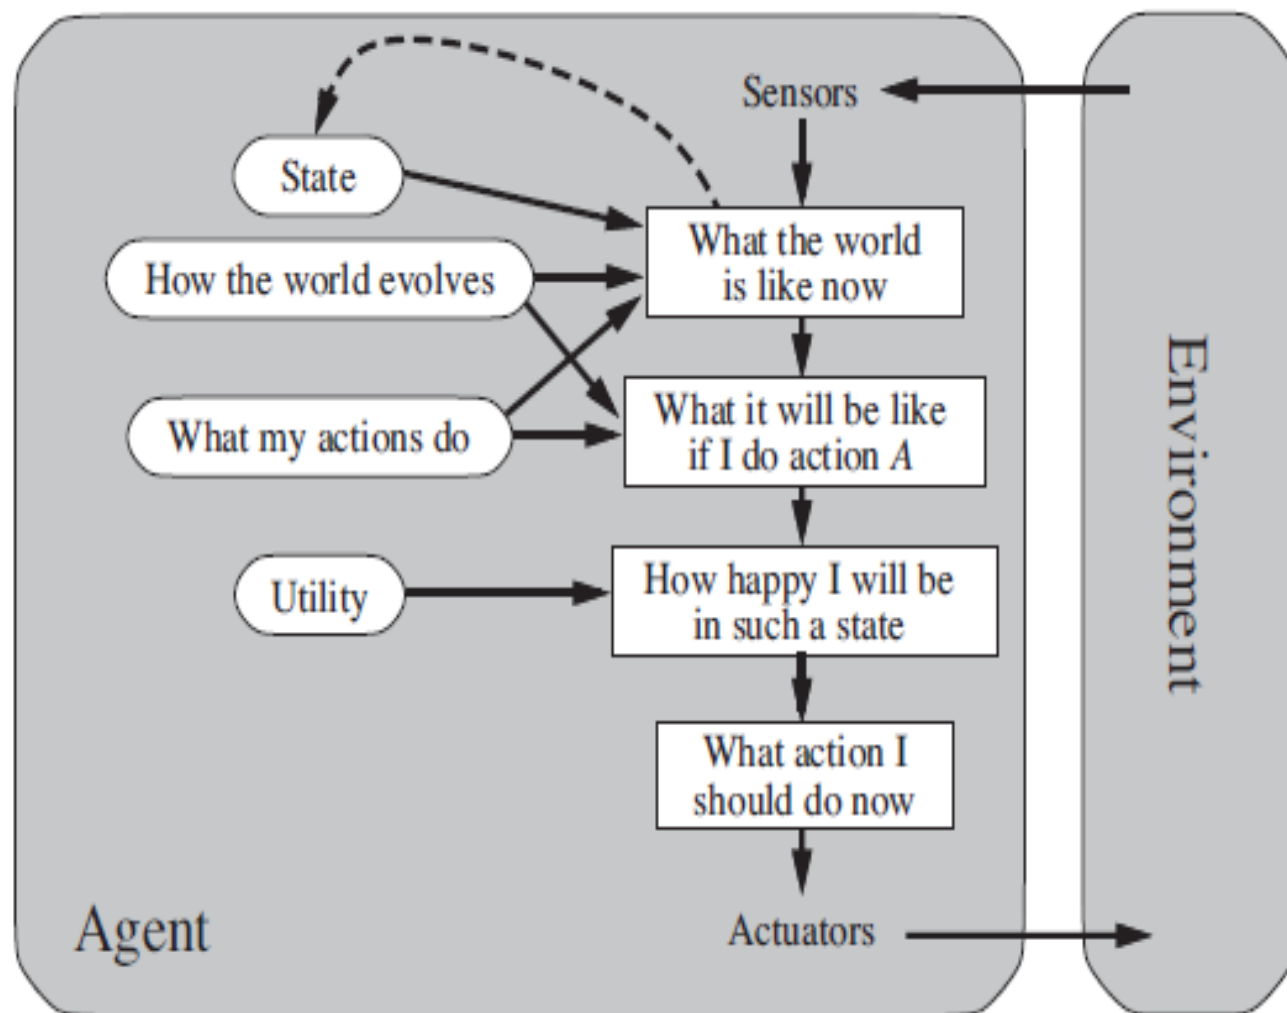 Sensors
State
What the world
is like now
How the world evolves
What my actions do
What it will be like
if I do action A
Utility
How happy I will be
in such a state
What action I
should do now
Actuators
Agent
Environment